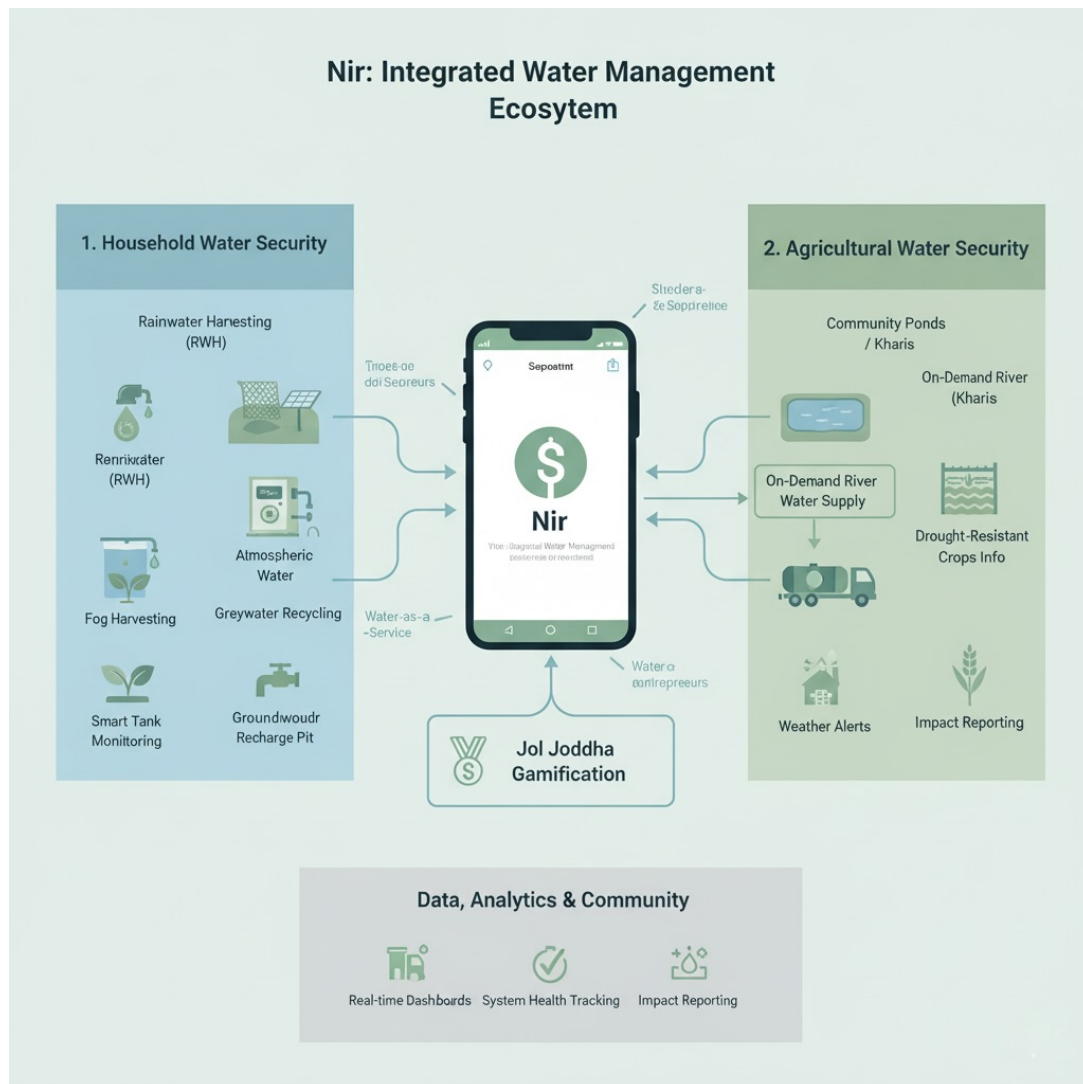 Nir: Integrated Water Management
Ecosytem
1. Household Water Security
Rainwater Harvesting
(RWH)
(RWH)
Atmospheric
Water
Fog Harvesting
Greywater Recycling
Smart Tank
Monitoring
Recharge Pit
Water-as-a
-Service
Sepoatint
$
Nir
Jol Joddha
Gamification
$
2. Agricultural Water Security
Community Ponds
/ Kharis
On-Demand River
(Kharis
On-Demand River
Water Supply
Drought-Resistant
Crops Info
Weather Alerts
Impact Reporting
Data, Analytics & Community
Real-time Dashboards
System Health Tracking
Impact Reporting